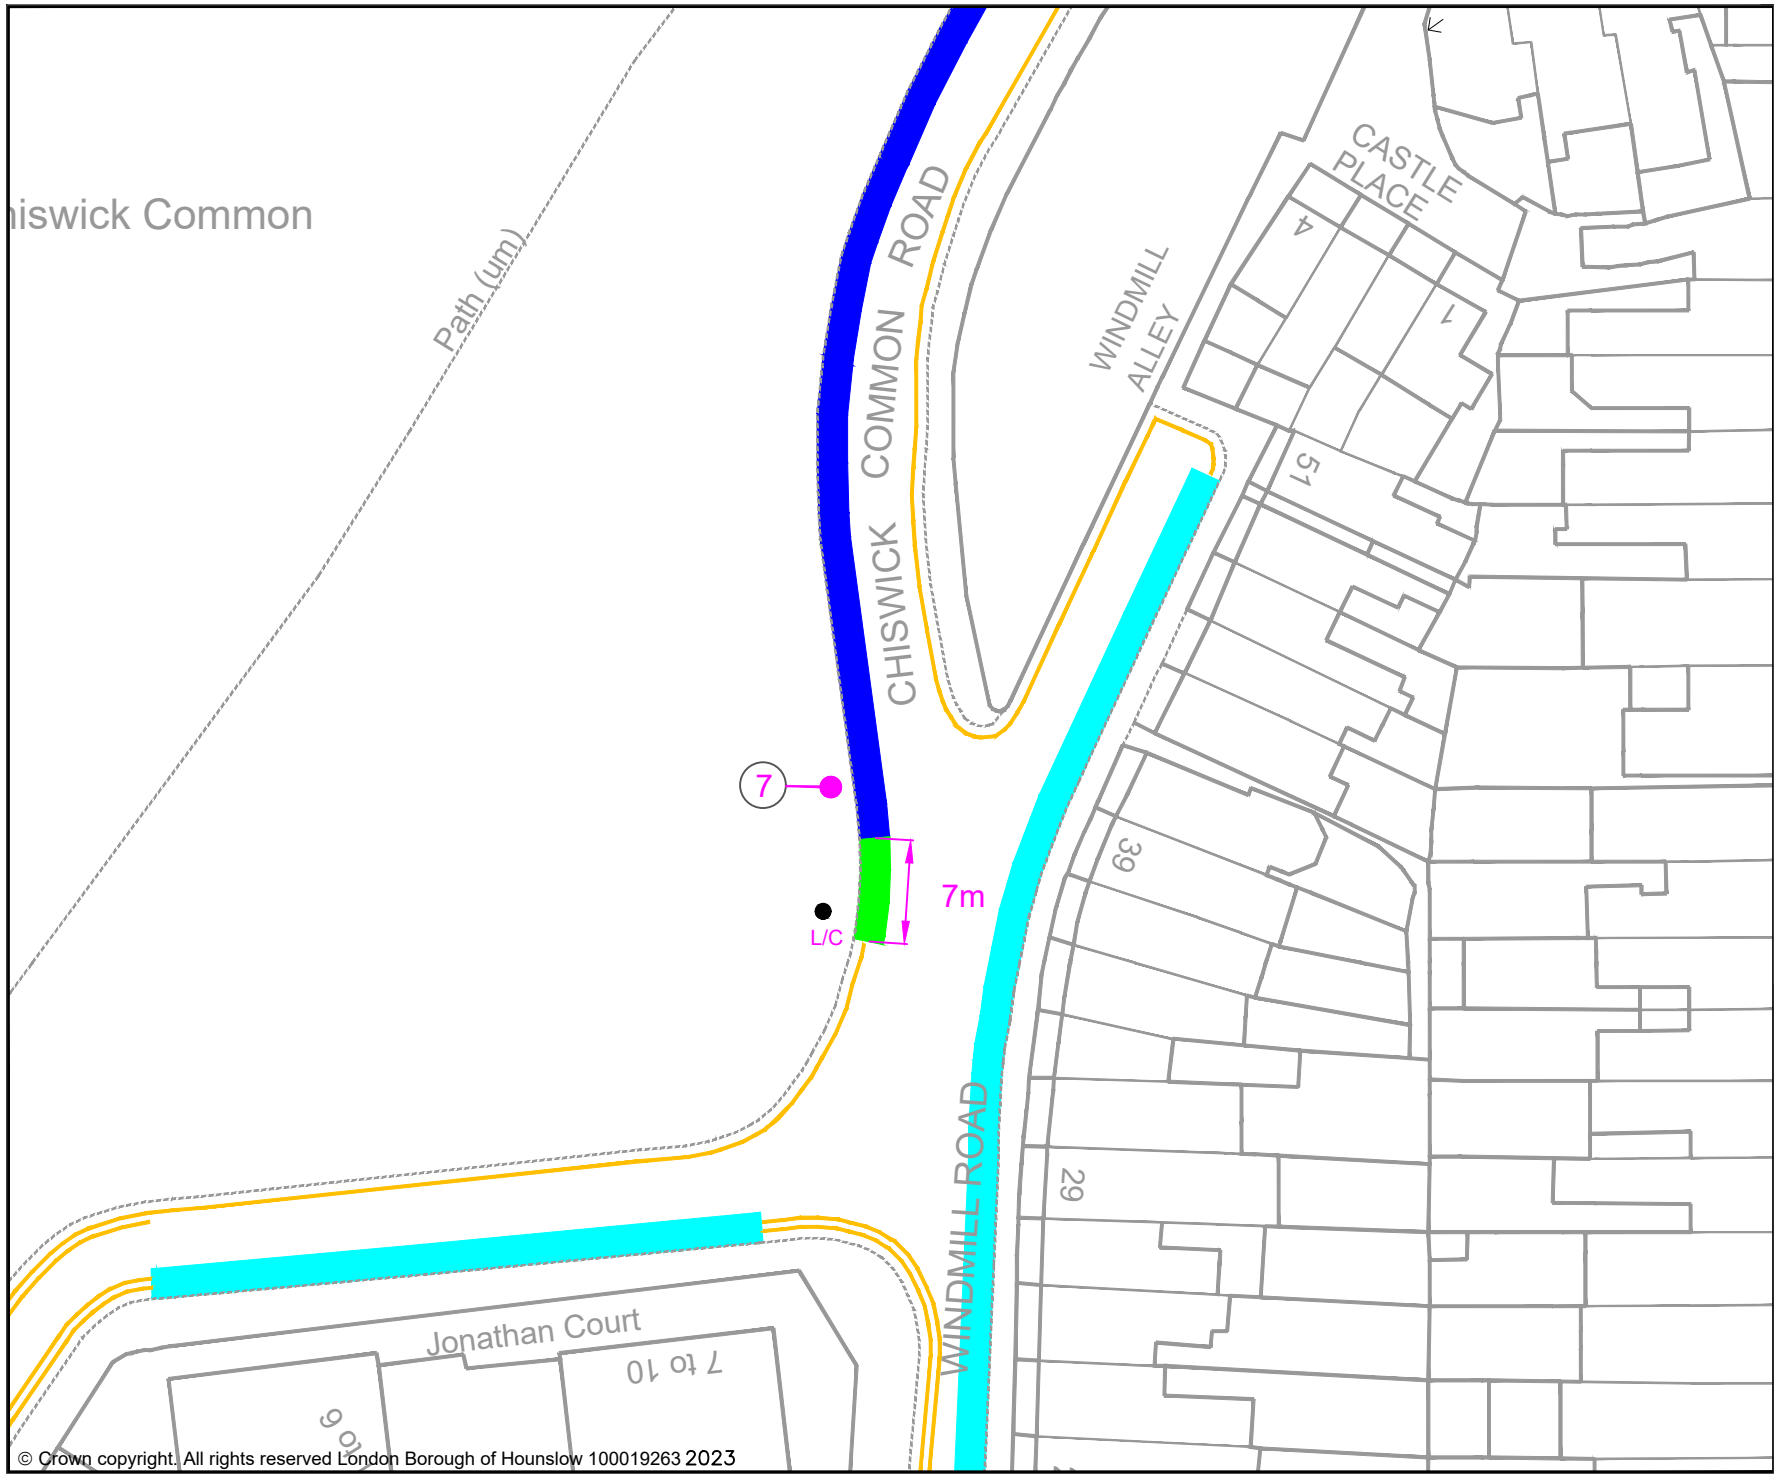 hiswick Common
Path (um)
CHISWICK COMMON ROAD
WINDMILL
ALLEY
CASTLE
PLACE
4
1
51
39
29
7
7m
L/C
WINDMILL ROAD
Jonathan Court
7 to 10
to 6
© Crown copyright. All rights reserved London Borough of Hounslow 100019263 2023